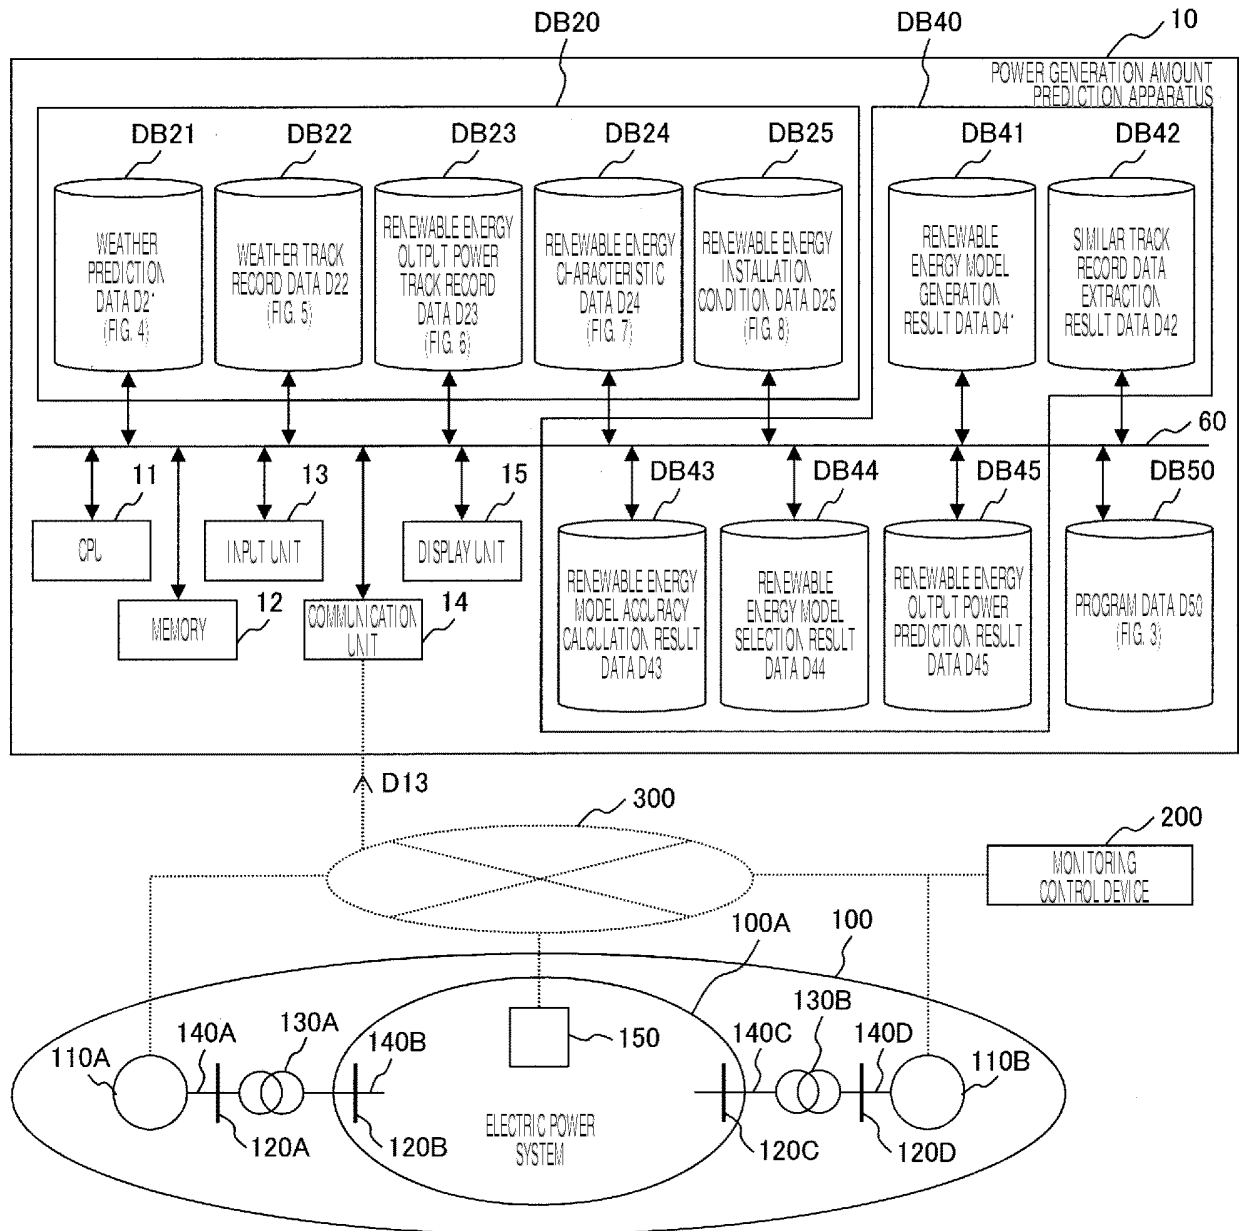 DB20
DB40
10
POWER GENERATION AMOUNT
PREDICTION APPARATUS
DB21
DB22
DB23
DB24
DB25
DB41
DB42
WEATHER
PREDICTION
DATA D2'
(FIG. 4)
WEATHER TRACK
RECORD DATA D22
(FIG. 5)
RENEWABLE ENERGY
OUTPUT POWER
TRACK RECORD
DATA D23
(FIG. 6)
RENEWABLE ENERGY
CHARACTERISTIC
DATA D24
(FIG. 7)
RENEWABLE ENERGY
INSTALLATION
CONDITION DATA D25
(FIG. 8)
RENEWABLE
ENERGY MODEL
GENERATION
RESULT DATA D4'
SIMILAR TRACK
RECORD DATA
EXTRACTION
RESULT DATA D42
60
11
13
15
DB43
DB44
DB45
DB50
CPU
INPUT UNIT
DISPLAY UNIT
12
14
MEMORY
COMMUNICATION
UNIT
RENEWABLE ENERGY
MODEL ACCURACY
CALCULATION RESULT
DATA D43
RENEWABLE
ENERGY MODEL
SELECTION RESULT
DATA D44
RENEWABLE ENERGY
OUTPUT POWER
PREDICTION RESULT
DATA D45
PROGRAM DATA D50
(FIG. 3)
D13
300
200
MONITORING
CONTROL DEVICE
100A
100
110A
140A
130A
140B
150
140C
130B
140D
110B
120A
120B
ELECTRIC POWER
SYSTEM
120C
120D